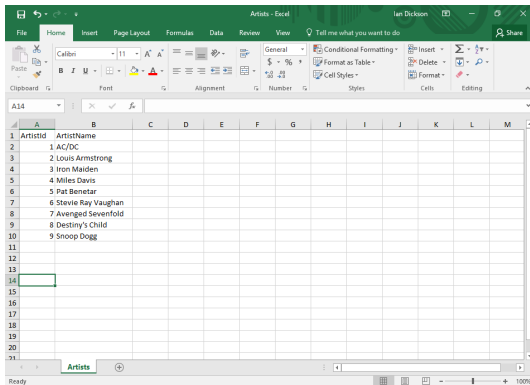 Artists - Excel
Ian Dickson
File Home Insert Page Layout Formulas Data Review View Tell me what you want to do Share
Paste
Calibri 11 A A
B I U A
General
$ % ,
Conditional Formatting
Format as Table
Cell Styles
Insert
Delete
Format
Clipboard Font Alignment Number Styles Cells Editing
A14 fx
A B C D E F G H I J K L M
1 ArtistId ArtistName
2 1 AC/DC
3 2 Louis Armstrong
4 3 Iron Maiden
5 4 Miles Davis
6 5 Pat Benetar
7 6 Stevie Ray Vaughan
8 7 Avenged Sevenfold
9 8 Destiny's Child
10 9 Snoop Dogg
11
12
13
14
15
16
17
18
19
20
21
Artists
Ready
100%